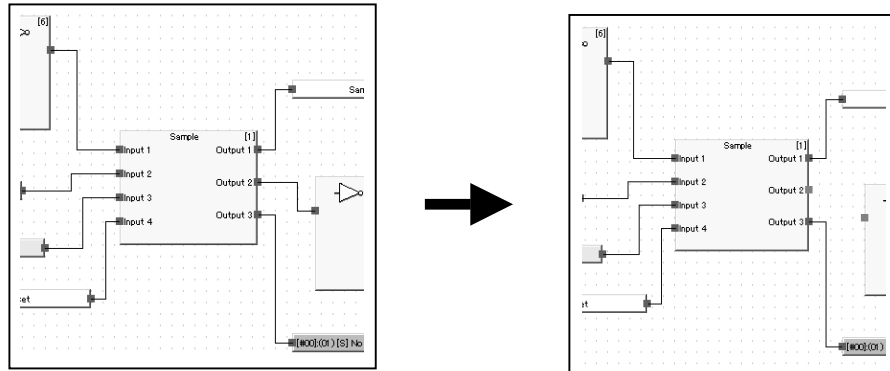 [6]
Sample [1]
Input 1 Output 1
Input 2 Output 2
Input 3 Output 3
Input 4
Sam
et
[#00]:(01) [S] No
[6]
Sample [1]
Input 1 Output 1
Input 2 Output 2
Input 3 Output 3
Input 4
et
[#00]:(01)